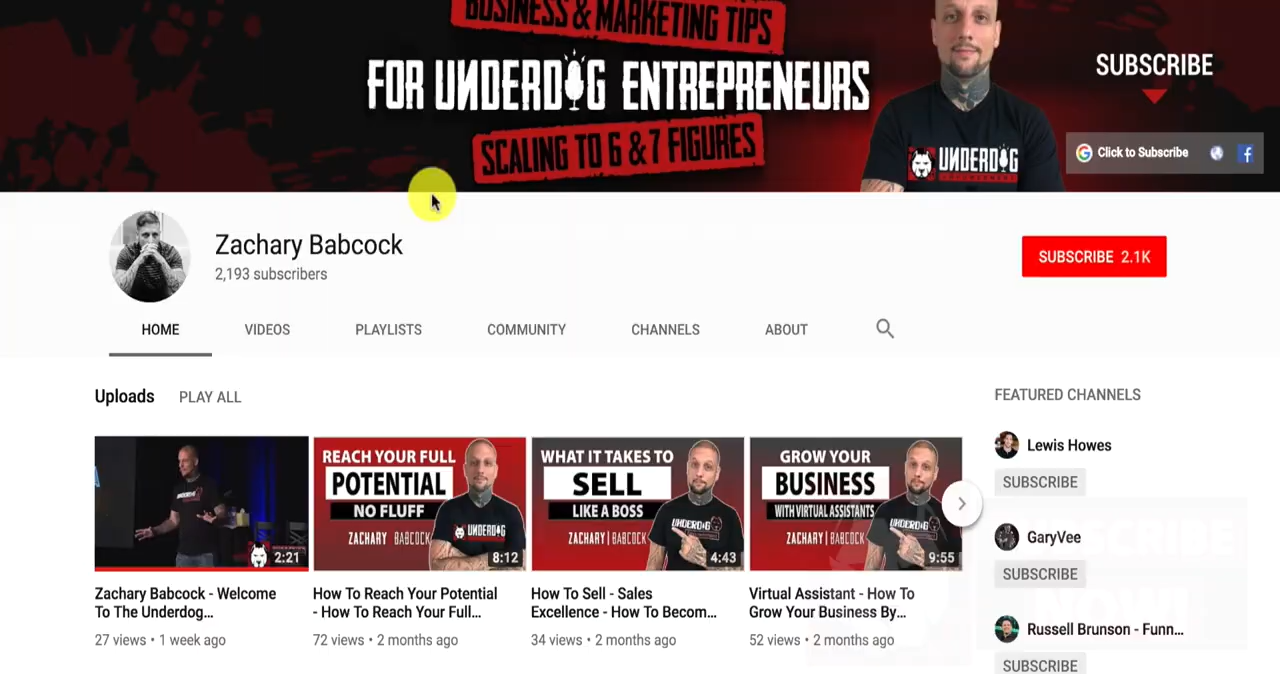 BUSINESS & MARKETING TIPS
FOR UNDERDOG ENTREPRENEURS
SCALING TO 6 & 7 FIGURES
SUBSCRIBE
UNDERDOG
Click to Subscribe
Zachary Babcock
2,193 subscribers
SUBSCRIBE 2.1K
HOME VIDEOS PLAYLISTS COMMUNITY CHANNELS ABOUT
Uploads PLAY ALL
2:21
REACH YOUR FULL
POTENTIAL
NO FLUFF
ZACHARY BABCOCK
UNDERDOG
8:12
WHAT IT TAKES TO
SELL
LIKE A BOSS
ZACHARY | BABCOCK
UNDERDOG
4:43
GROW YOUR
BUSINESS
WITH VIRTUAL ASSISTANTS
ZACHARY | BABCOCK
UNDERDOG
9:55
Zachary Babcock - Welcome
To The Underdog...
27 views • 1 week ago
How To Reach Your Potential
- How To Reach Your Full...
72 views • 2 months ago
How To Sell - Sales
Excellence - How To Becom...
34 views • 2 months ago
Virtual Assistant - How To
Grow Your Business By...
52 views • 2 months ago
FEATURED CHANNELS
Lewis Howes
SUBSCRIBE
GaryVee
SUBSCRIBE
Russell Brunson - Funn...
SUBSCRIBE
SUBSCRIBE
NOW!